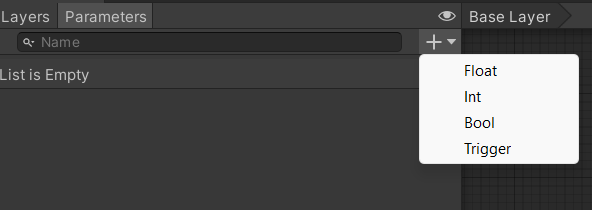 Layers Parameters Base Layer
Name
List is Empty
Float
Int
Bool
Trigger